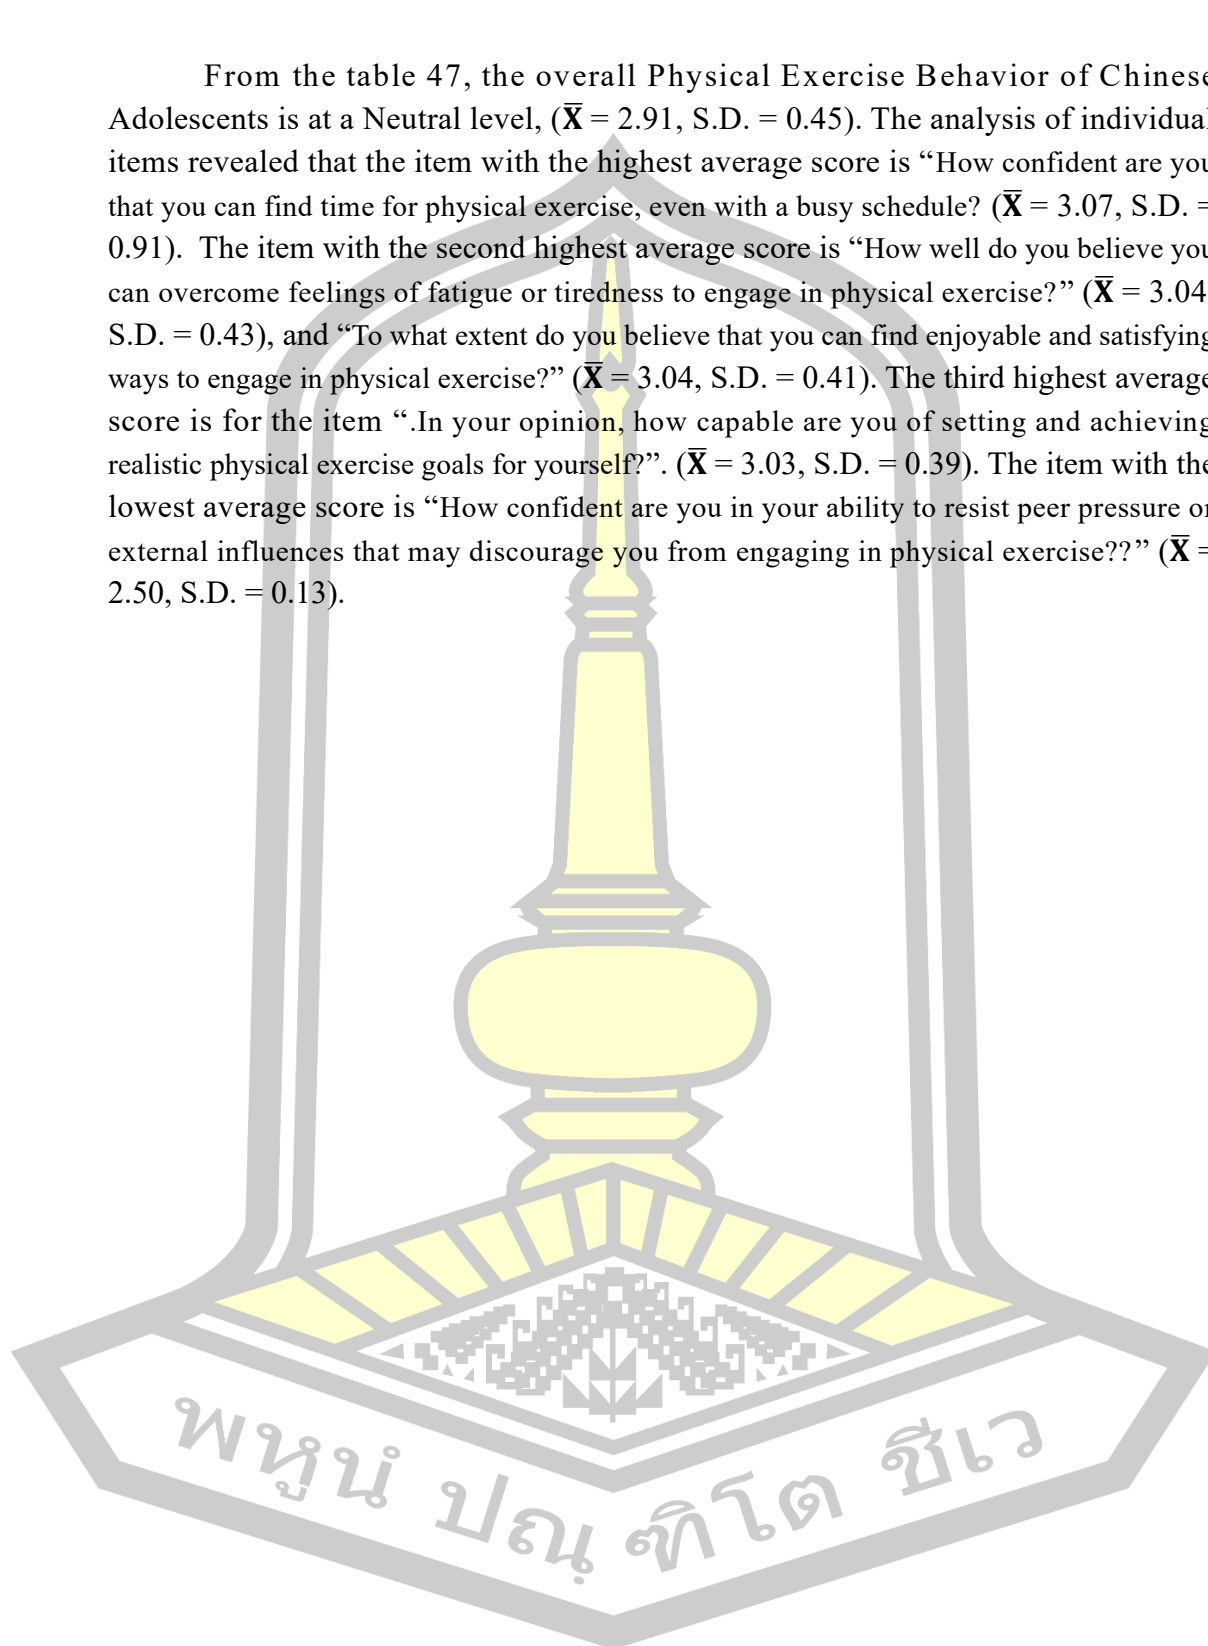 From the table 47, the overall Physical Exercise Behavior of Chinese
Adolescents is at a Neutral level, (X̄ = 2.91, S.D. = 0.45). The analysis of individual
items revealed that the item with the highest average score is “How confident are you
that you can find time for physical exercise, even with a busy schedule? (X̄ = 3.07, S.D. =
0.91).  The item with the second highest average score is “How well do you believe you
can overcome feelings of fatigue or tiredness to engage in physical exercise?” (X̄ = 3.04
S.D. = 0.43), and “To what extent do you believe that you can find enjoyable and satisfying
ways to engage in physical exercise?” (X̄ = 3.04, S.D. = 0.41). The third highest average
score is for the item “.In your opinion, how capable are you of setting and achieving
realistic physical exercise goals for yourself?”. (X̄ = 3.03, S.D. = 0.39). The item with the
lowest average score is “How confident are you in your ability to resist peer pressure or
external influences that may discourage you from engaging in physical exercise??” (X̄ =
2.50, S.D. = 0.13).
พหูนํ ปณฺฑิโต ชีเว